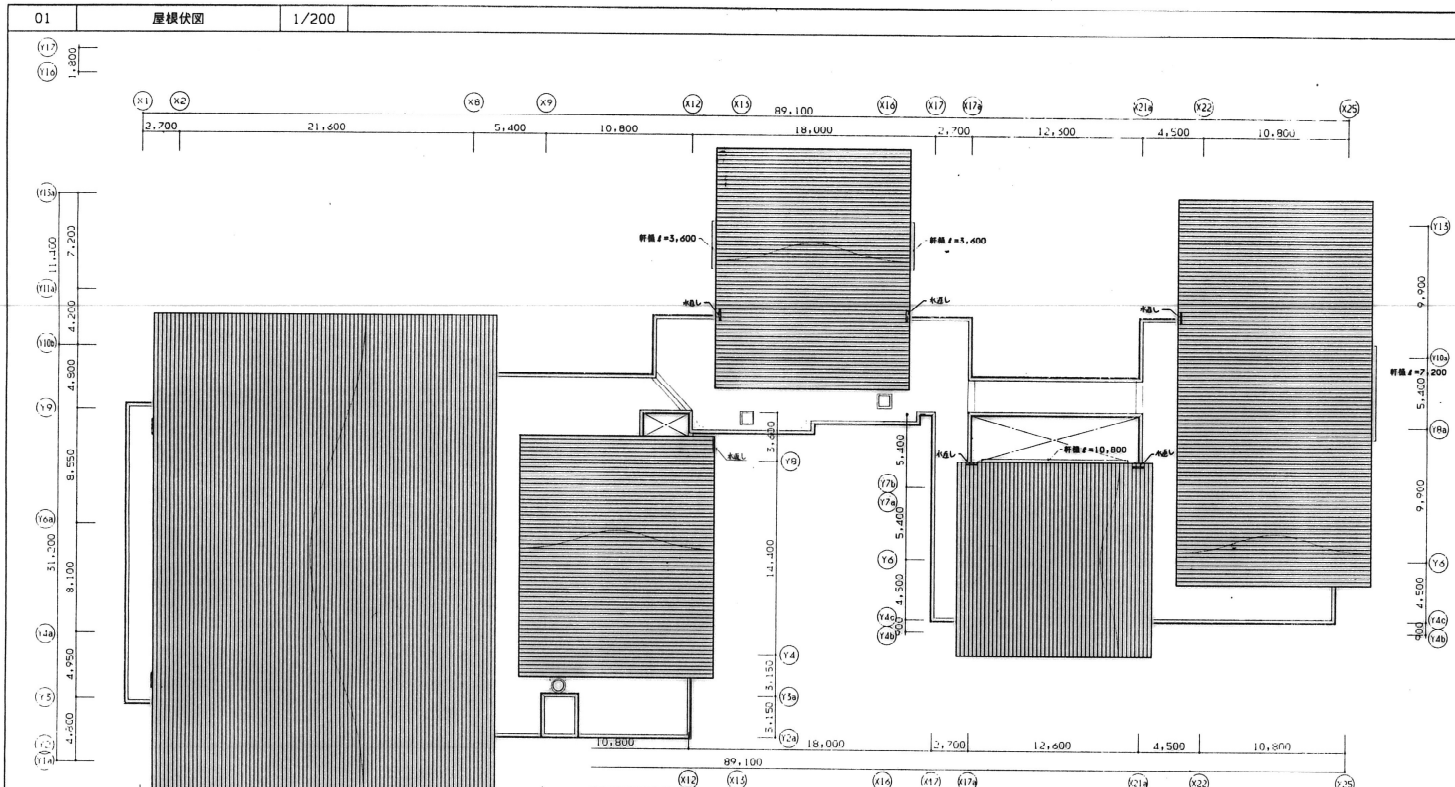 01 屋根伏図 1/200
Y17
Y16
1,800
X1 X2 X8 X9 X12 X13 X16 X17 X17a X21a X22 X25
89,100
2,700 21,600 5,400 10,800 18,000 2,700 12,600 4,500 10,800
Y13a
Y11a
Y10b
Y9
Y6a
Y4a
Y3
Y2
Y1a
11,400
31,200
7,200
4,200
4,800
8,550
8,100
4,950
4,800
軒樋 ℓ=3,600
軒樋 ℓ=3,600
水返し
水返し
水返し
水返し
水返し
水返し
軒樋 ℓ=10,800
軒樋 ℓ=7,200
3,600
Y8
14,400
Y4
3,150
Y3a
3,150
Y2a
5,400
Y7b
Y7a
5,400
Y6
4,500
Y4c
900
Y4b
Y13
9,900
Y10a
5,400
Y8a
9,900
Y6
4,500
Y4c
900
Y4b
10,800 18,000 2,700 12,600 4,500 10,800
89,100
X12 X13 X16 X17 X17a X21a X22 X25